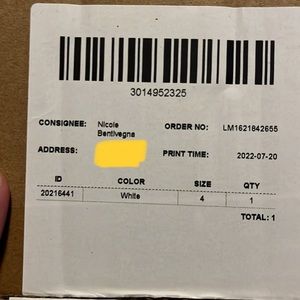 3014952325
CONSIGNEE: Nicole Bentivegna ORDER NO: LM1621842655
ADDRESS: PRINT TIME: 2022-07-20
ID COLOR SIZE QTY
20216441 White 4 1
TOTAL: 1